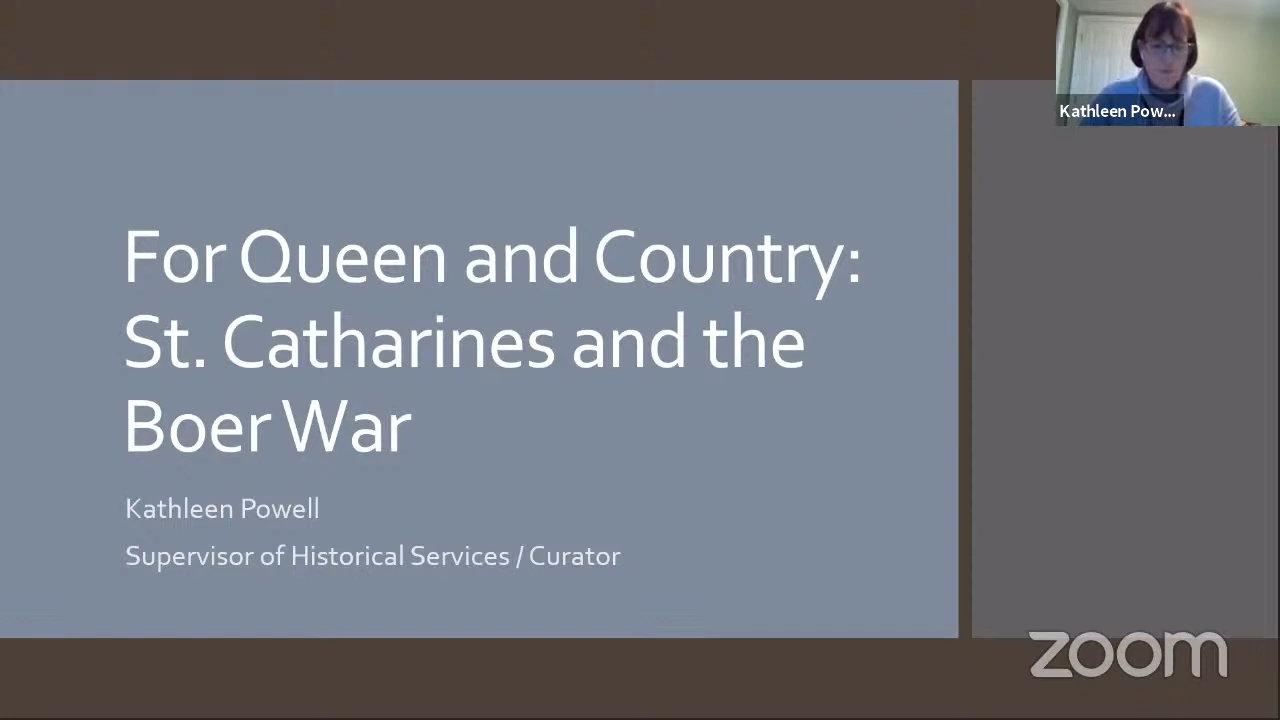 Kathleen Pow...
For Queen and Country:
St. Catharines and the
Boer War
Kathleen Powell
Supervisor of Historical Services / Curator
zoom